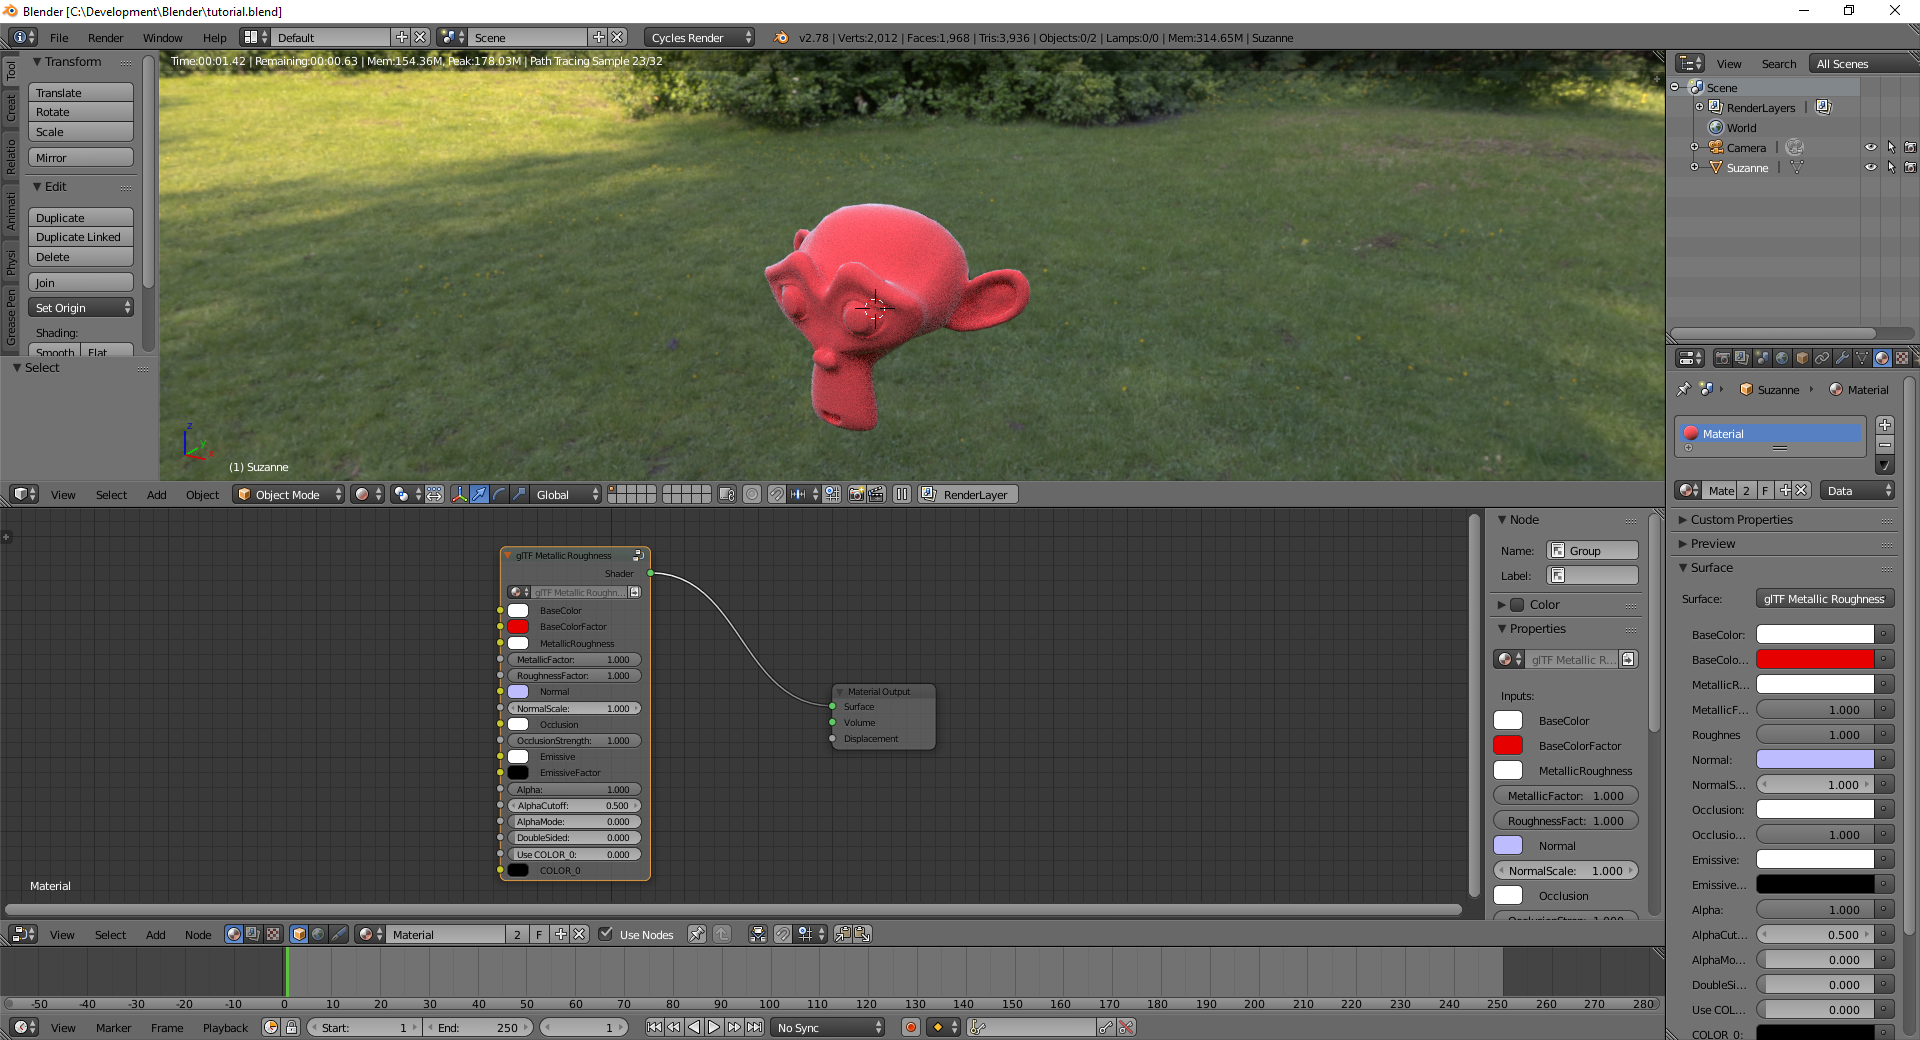 Blender [C:\Development\Blender\tutorial.blend]
File Render Window Help Default Scene Cycles Render v2.78 | Verts:2,012 | Faces:1,968 | Tris:3,936 | Objects:0/2 | Lamps:0/0 | Mem:314.65M | Suzanne
Time:00:01.42 | Remaining:00:00.63 | Mem:154.36M, Peak:178.03M | Path Tracing Sample 23/32
Tool
Creat
Relatio
Animati
Physi
Grease Pen
Transform
Translate
Rotate
Scale
Mirror
Edit
Duplicate
Duplicate Linked
Delete
Join
Set Origin
Shading:
Smooth Flat
Select
z
y
x
(1) Suzanne
View Search All Scenes
Scene
RenderLayers |
World
Camera |
Suzanne |
View Select Add Object Object Mode Global RenderLayer
Suzanne Material
Material
Mate 2 F Data
Custom Properties
Preview
Surface
Surface: glTF Metallic Roughness
BaseColor:
BaseColo...
MetallicR...
MetallicF... 1.000
Roughnes 1.000
Normal:
NormalS... 1.000
Occlusion:
Occlusio... 1.000
Emissive:
Emissive...
Alpha: 1.000
AlphaCut... 0.500
AlphaMo... 0.000
DoubleSi... 0.000
Use COL... 0.000
COLOR_0:
glTF Metallic Roughness
Shader
glTF Metallic Roughn...
BaseColor
BaseColorFactor
MetallicRoughness
MetallicFactor: 1.000
RoughnessFactor: 1.000
Normal
NormalScale: 1.000
Occlusion
OcclusionStrength: 1.000
Emissive
EmissiveFactor
Alpha: 1.000
AlphaCutoff: 0.500
AlphaMode: 0.000
DoubleSided: 0.000
Use COLOR_0: 0.000
COLOR_0
Material Output
Surface
Volume
Displacement
Material
Node
Name: Group
Label:
Color
Properties
glTF Metallic R...
Inputs:
BaseColor
BaseColorFactor
MetallicRoughness
MetallicFactor: 1.000
RoughnessFact: 1.000
Normal
NormalScale: 1.000
Occlusion
View Select Add Node Material 2 F Use Nodes
-50 -40 -30 -20 -10 0 10 20 30 40 50 60 70 80 90 100 110 120 130 140 150 160 170 180 190 200 210 220 230 240 250 260 270 280
View Marker Frame Playback Start: 1 End: 250 1 No Sync